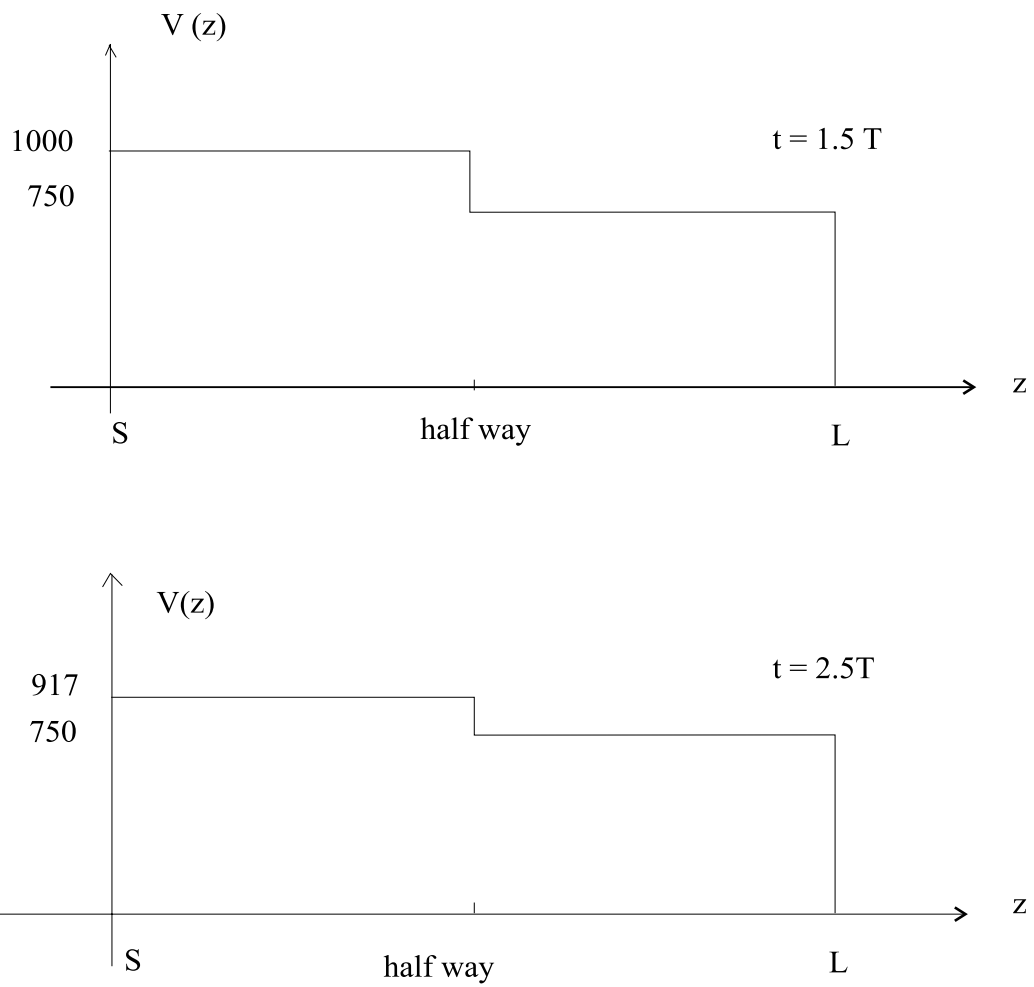 V (z)
1000
t = 1.5 T
750
z
S
half way
L
V(z)
t = 2.5T
917
750
z
S
half way
L